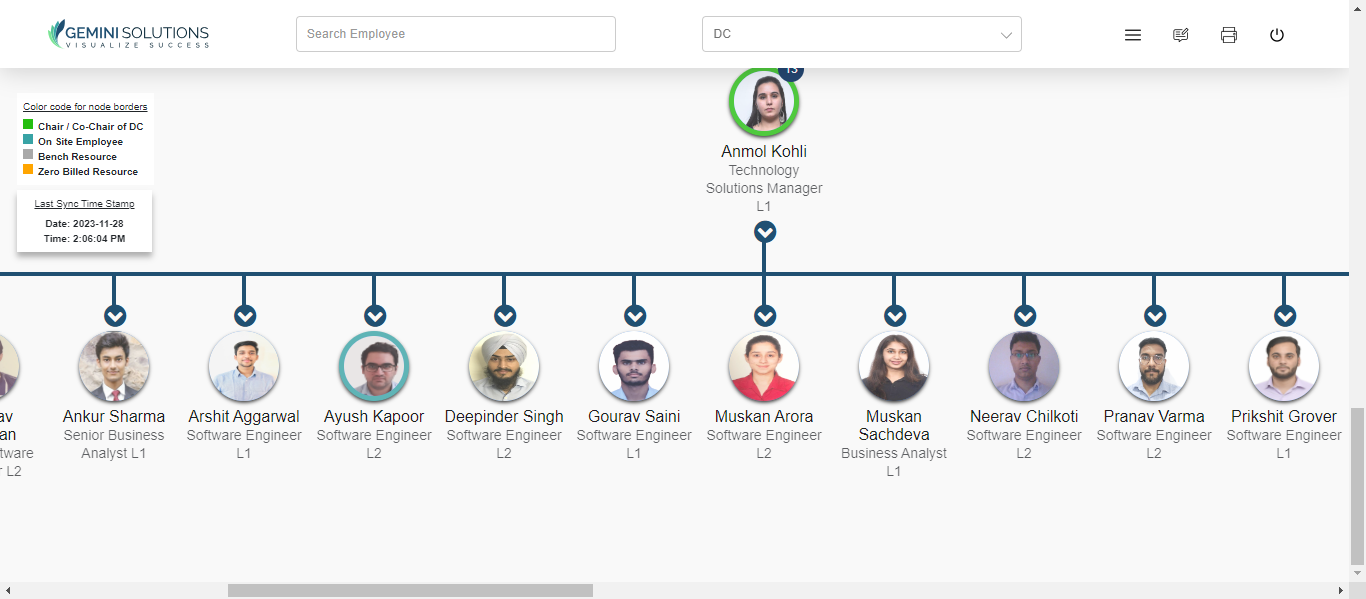 GEMINI SOLUTIONS
VISUALIZE SUCCESS
Search Employee
DC
13
Color code for node borders
Chair / Co-Chair of DC
On Site Employee
Bench Resource
Zero Billed Resource
Last Sync Time Stamp
Date: 2023-11-28
Time: 2:06:04 PM
Anmol Kohli
Technology
Solutions Manager
L1
av
an
tware
r L2
Ankur Sharma
Senior Business
Analyst L1
Arshit Aggarwal
Software Engineer
L1
Ayush Kapoor
Software Engineer
L2
Deepinder Singh
Software Engineer
L2
Gourav Saini
Software Engineer
L1
Muskan Arora
Software Engineer
L2
Muskan
Sachdeva
Business Analyst
L1
Neerav Chilkoti
Software Engineer
L2
Pranav Varma
Software Engineer
L2
Prikshit Grover
Software Engineer
L1